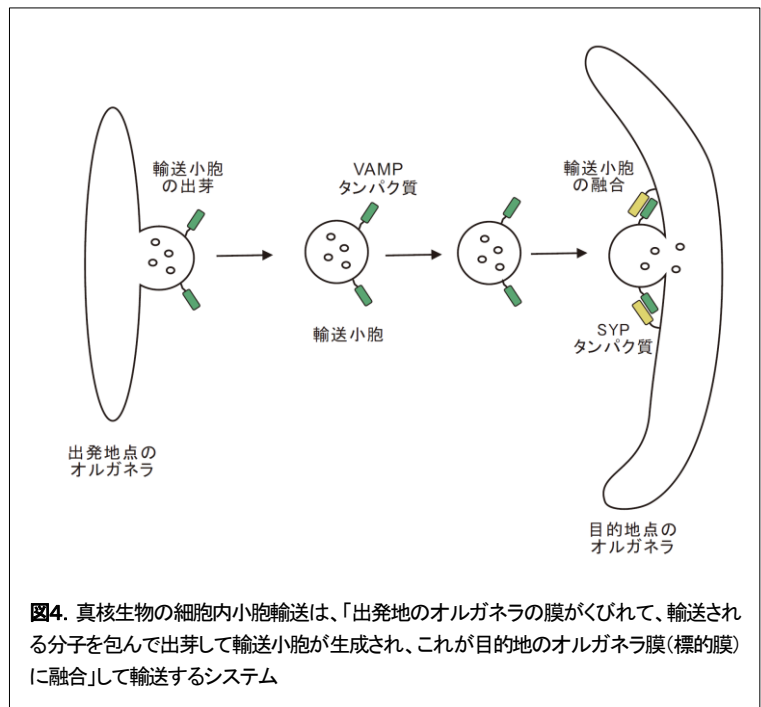 輸送小胞
の出芽
VAMP
タンパク質
輸送小胞
の融合
輸送小胞
SYP
タンパク質
出発地点の
オルガネラ
目的地点の
オルガネラ
図4. 真核生物の細胞内小胞輸送は、「出発地のオルガネラの膜がくびれて、輸送され
る分子を包んで出芽して輸送小胞が生成され、これが目的地のオルガネラ膜(標的膜)
に融合」して輸送するシステム